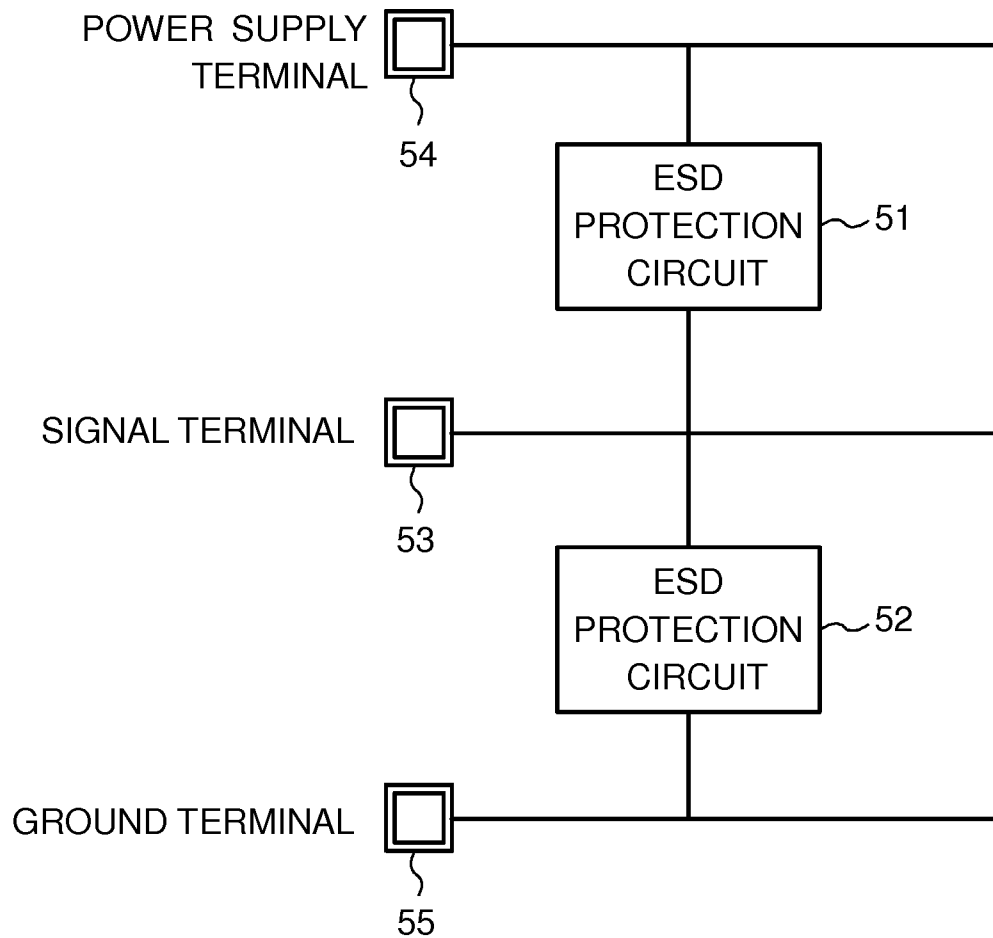 POWER SUPPLY
TERMINAL
54
ESD
PROTECTION
CIRCUIT
51
SIGNAL TERMINAL
53
ESD
PROTECTION
CIRCUIT
52
GROUND TERMINAL
55